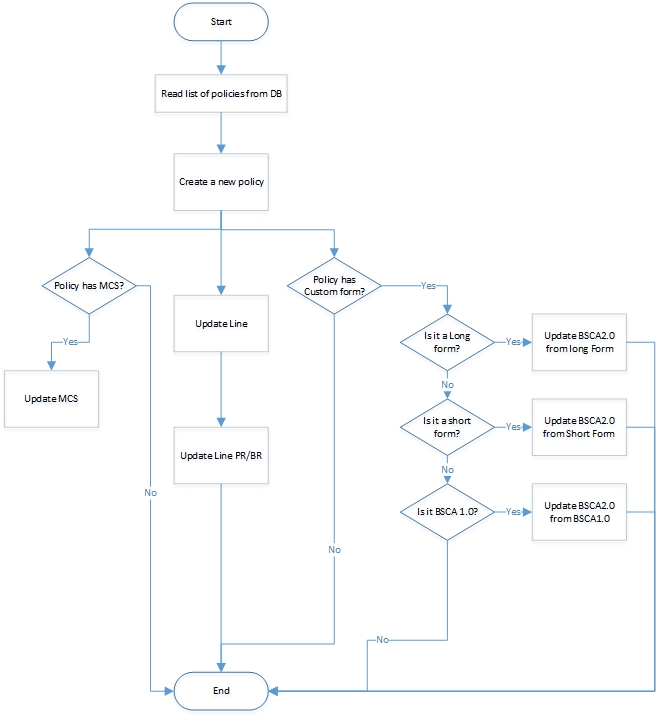 Start
Read list of policies from DB
Create a new policy
Policy has MCS?
Policy has
Custom form?
Yes
Update Line
Is it a Long
form?
Yes
Update BSCA2.0
from long Form
Yes
Update MCS
No
Is it a short
form?
Yes
Update BSCA2.0
from Short Form
Update Line PR/BR
No
No
Is it BSCA 1.0?
Yes
Update BSCA2.0
from BSCA1.0
No
No
End